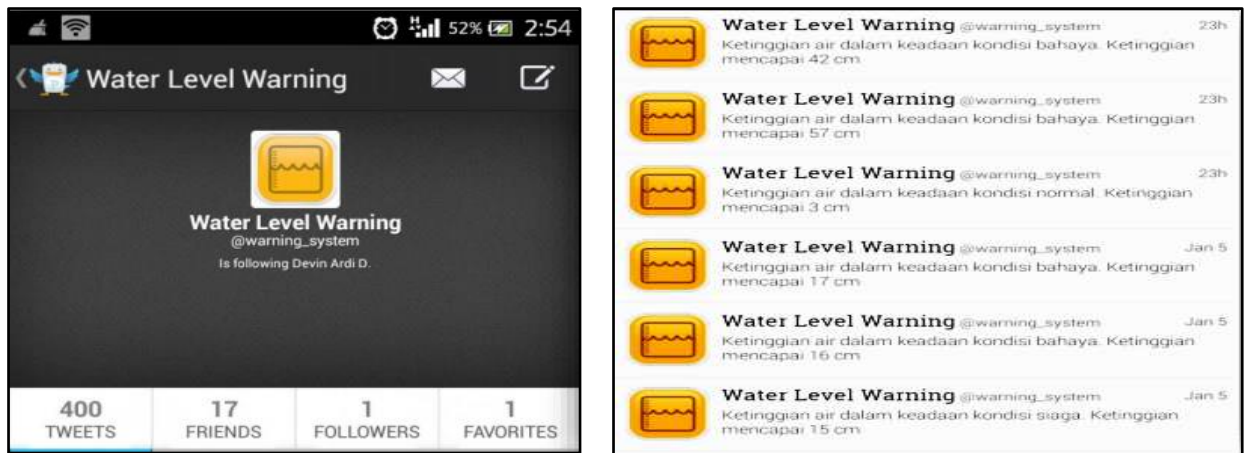 52% 2:54
Water Level Warning
Water Level Warning
@warning_system
Is following Devin Ardi D.
400 17 1 1
TWEETS FRIENDS FOLLOWERS FAVORITES
Water Level Warning @warning_system 23h
Ketinggian air dalam keadaan kondisi bahaya. Ketinggian
mencapai 42 cm
Water Level Warning @warning_system 23h
Ketinggian air dalam keadaan kondisi bahaya. Ketinggian
mencapai 57 cm
Water Level Warning @warning_system 23h
Ketinggian air dalam keadaan kondisi normal. Ketinggian
mencapai 3 cm
Water Level Warning @warning_system Jan 5
Ketinggian air dalam keadaan kondisi bahaya. Ketinggian
mencapai 17 cm
Water Level Warning @warning_system Jan 5
Ketinggian air dalam keadaan kondisi bahaya. Ketinggian
mencapai 16 cm
Water Level Warning @warning_system Jan 5
Ketinggian air dalam keadaan kondisi siaga. Ketinggian
mencapai 15 cm